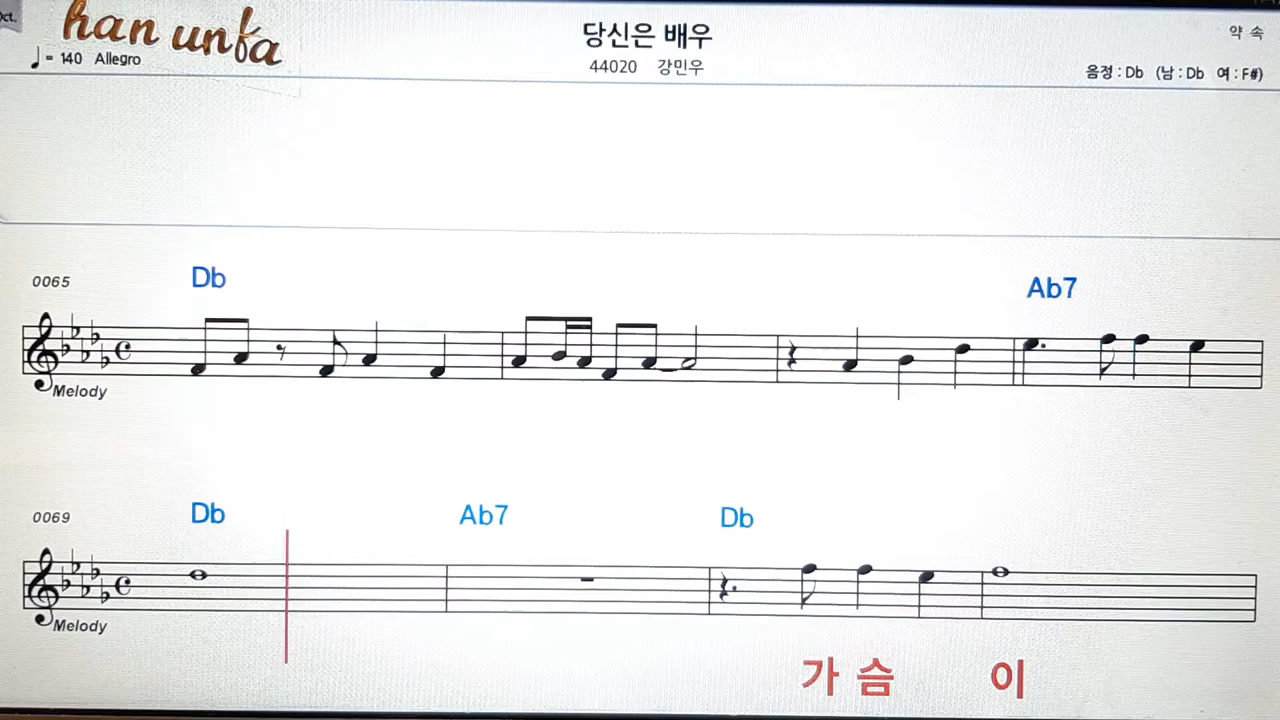 Oct.
han unfa
= 140 Allegro
당신은 배우
44020 강민우
약 속
음정 : Db (남 : Db 여 : F#)
0065
Db
Ab7
Melody
0069
Db
Ab7
Db
Melody
가 슴 이